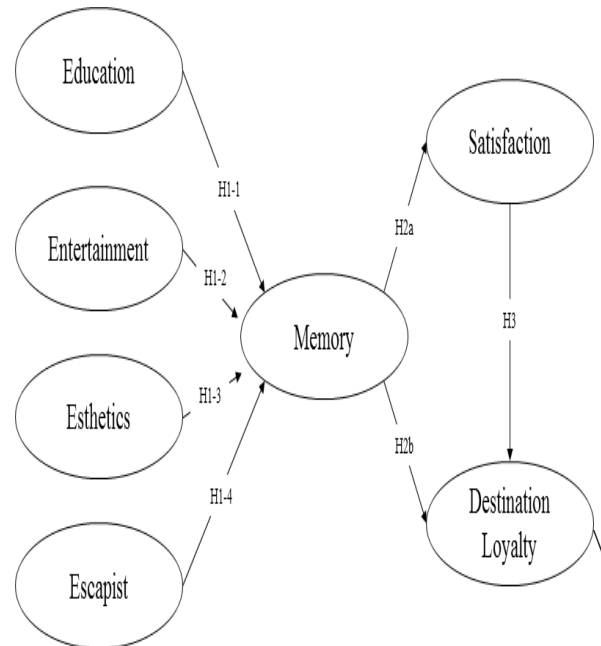 Education
Satisfaction
H1-1
H2a
Entertainment
H1-2
Memory
H3
Esthetics
H1-3
H2b
H1-4
Destination
Loyalty
Escapist